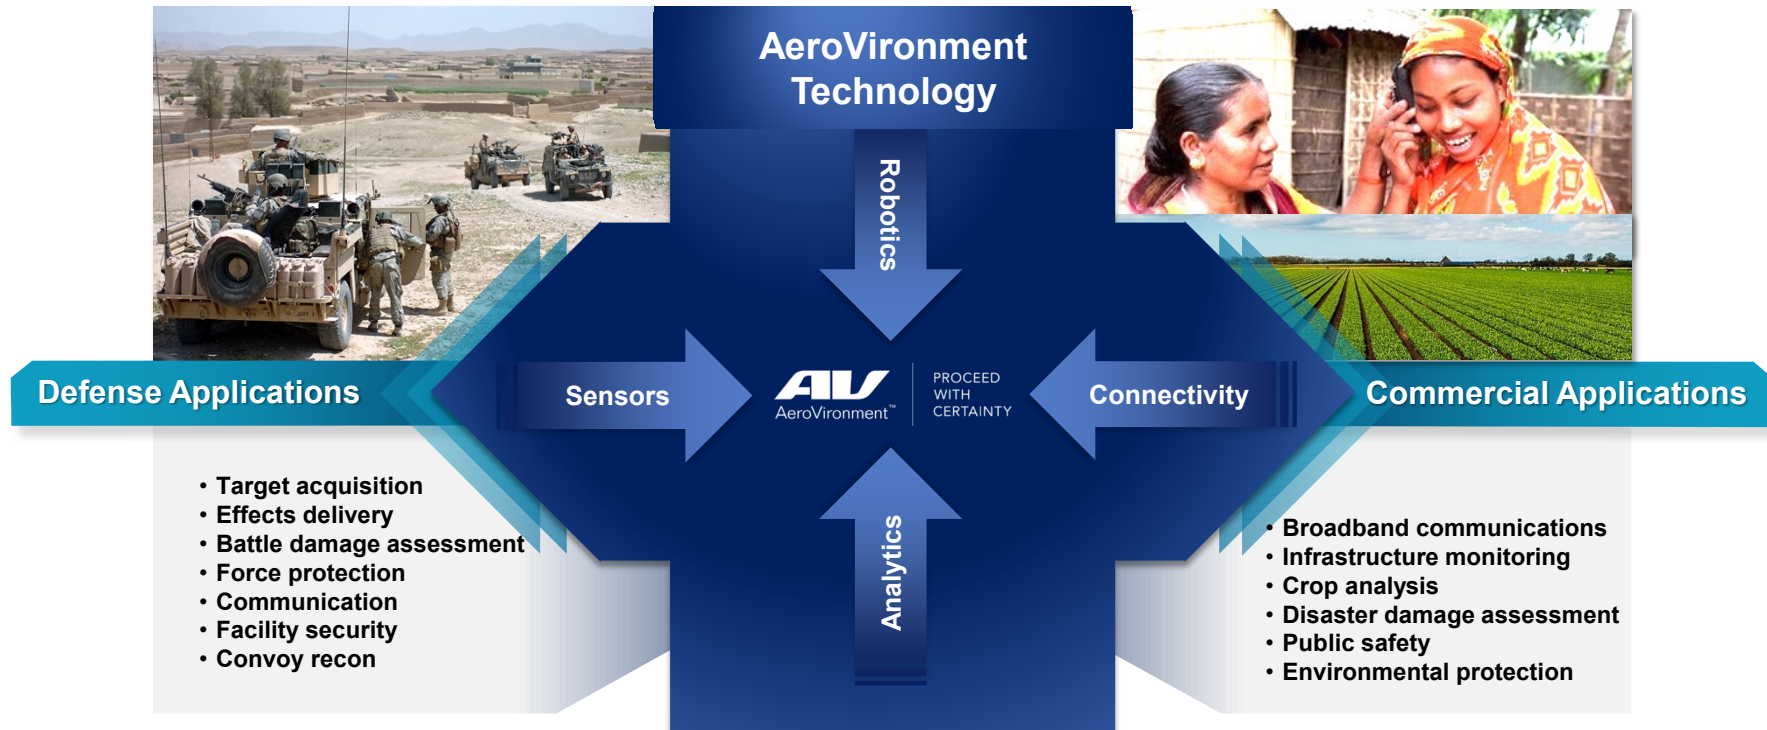 AeroVironment
Technology
Robotics
Defense Applications
Sensors
AeroVironment™
PROCEED
WITH
CERTAINTY
Connectivity
Commercial Applications
Analytics
• Target acquisition
• Effects delivery
• Battle damage assessment
• Force protection
• Communication
• Facility security
• Convoy recon
• Broadband communications
• Infrastructure monitoring
• Crop analysis
• Disaster damage assessment
• Public safety
• Environmental protection